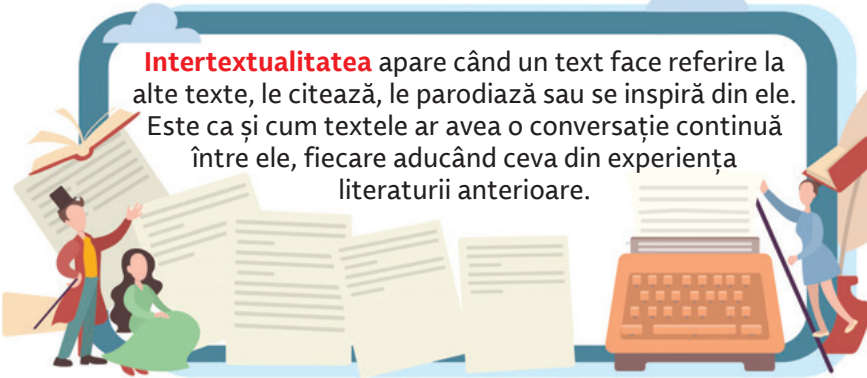 Intertextualitatea apare când un text face referire la
alte texte, le citează, le parodiază sau se inspiră din ele.
Este ca și cum textele ar avea o conversație continuă
între ele, fiecare aducând ceva din experiența
literaturii anterioare.